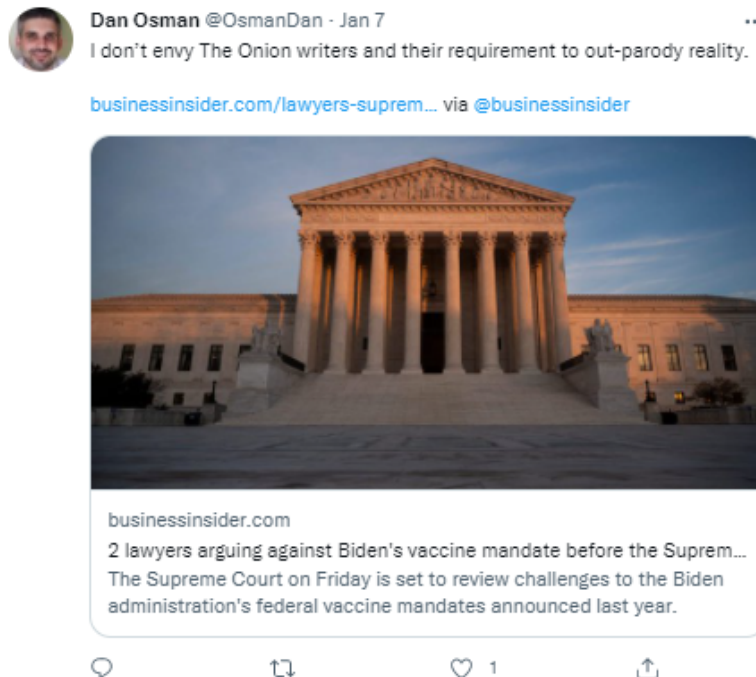 Dan Osman @OsmanDan · Jan 7
I don’t envy The Onion writers and their requirement to out-parody reality.
businessinsider.com/lawyers-suprem... via @businessinsider
businessinsider.com
2 lawyers arguing against Biden's vaccine mandate before the Suprem...
The Supreme Court on Friday is set to review challenges to the Biden
administration's federal vaccine mandates announced last year.
1